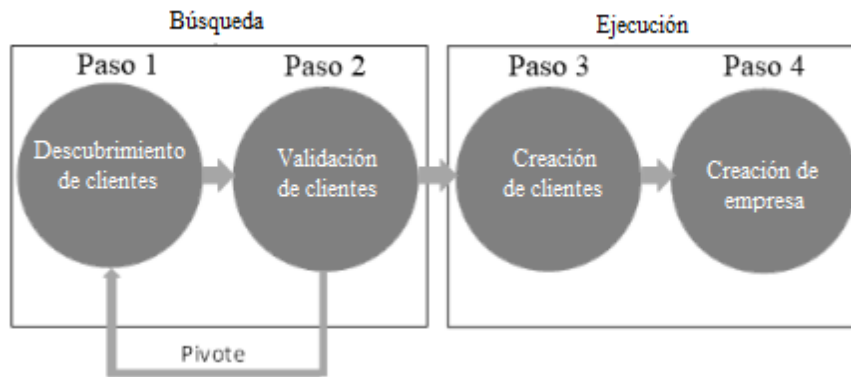 Búsqueda
Ejecución
Paso 1
Paso 2
Paso 3
Paso 4
Descubrimiento
de clientes
Validación
de clientes
Creación
de clientes
Creación de
empresa
Pivote